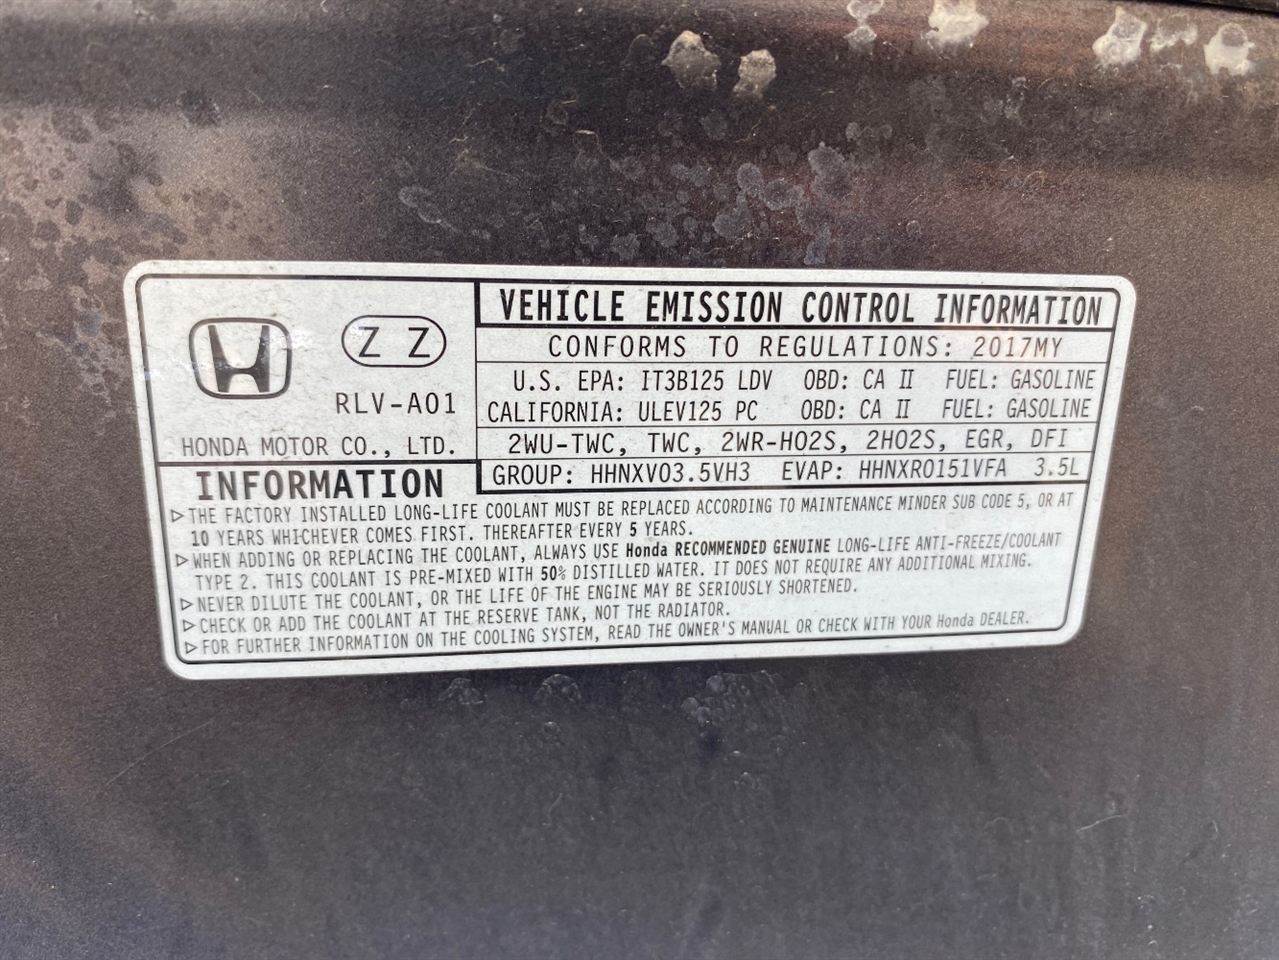 Z Z
RLV-A01
HONDA MOTOR CO., LTD.
VEHICLE EMISSION CONTROL INFORMATION
CONFORMS TO REGULATIONS: 2017MY
U.S. EPA: IT3B125 LDV OBD: CA II FUEL: GASOLINE
CALIFORNIA: ULEV125 PC OBD: CA II FUEL: GASOLINE
2WU-TWC, TWC, 2WR-HO2S, 2HO2S, EGR, DFI
GROUP: HHNXV03.5VH3 EVAP: HHNXR0151VFA 3.5L
INFORMATION
▷THE FACTORY INSTALLED LONG-LIFE COOLANT MUST BE REPLACED ACCORDING TO MAINTENANCE MINDER SUB CODE 5, OR AT
10 YEARS WHICHEVER COMES FIRST. THEREAFTER EVERY 5 YEARS.
▷WHEN ADDING OR REPLACING THE COOLANT, ALWAYS USE Honda RECOMMENDED GENUINE LONG-LIFE ANTI-FREEZE/COOLANT
TYPE 2. THIS COOLANT IS PRE-MIXED WITH 50% DISTILLED WATER. IT DOES NOT REQUIRE ANY ADDITIONAL MIXING.
▷NEVER DILUTE THE COOLANT, OR THE LIFE OF THE ENGINE MAY BE SERIOUSLY SHORTENED.
▷CHECK OR ADD THE COOLANT AT THE RESERVE TANK, NOT THE RADIATOR.
▷FOR FURTHER INFORMATION ON THE COOLING SYSTEM, READ THE OWNER'S MANUAL OR CHECK WITH YOUR Honda DEALER.